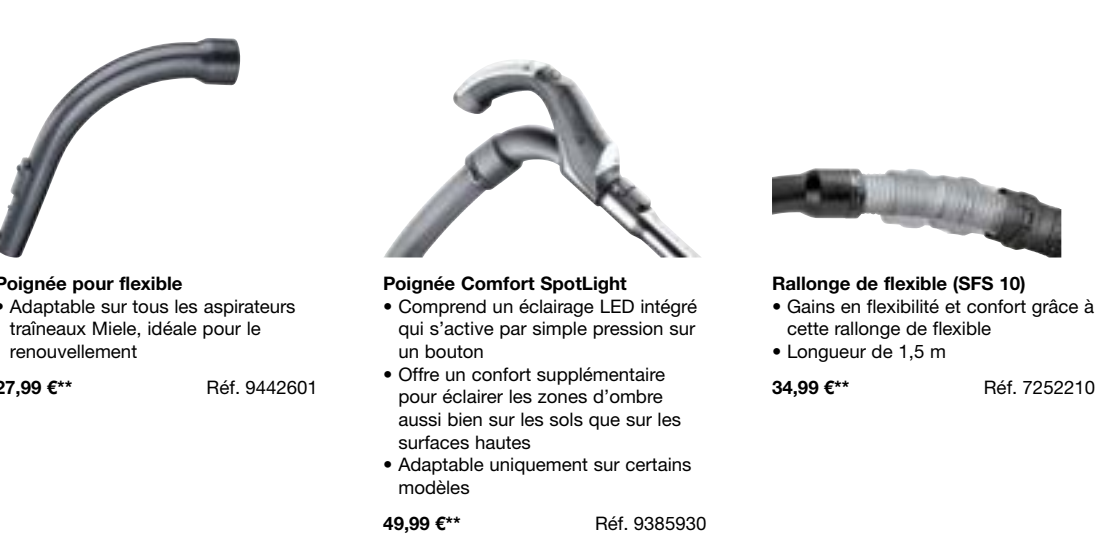 Poignée pour flexible
• Adaptable sur tous les aspirateurs
traîneaux Miele, idéale pour le
renouvellement
27,99 €** Réf. 9442601
Poignée Comfort SpotLight
• Comprend un éclairage LED intégré
qui s’active par simple pression sur
un bouton
• Offre un confort supplémentaire
pour éclairer les zones d’ombre
aussi bien sur les sols que sur les
surfaces hautes
• Adaptable uniquement sur certains
modèles
49,99 €** Réf. 9385930
Rallonge de flexible (SFS 10)
• Gains en flexibilité et confort grâce à
cette rallonge de flexible
• Longueur de 1,5 m
34,99 €** Réf. 7252210